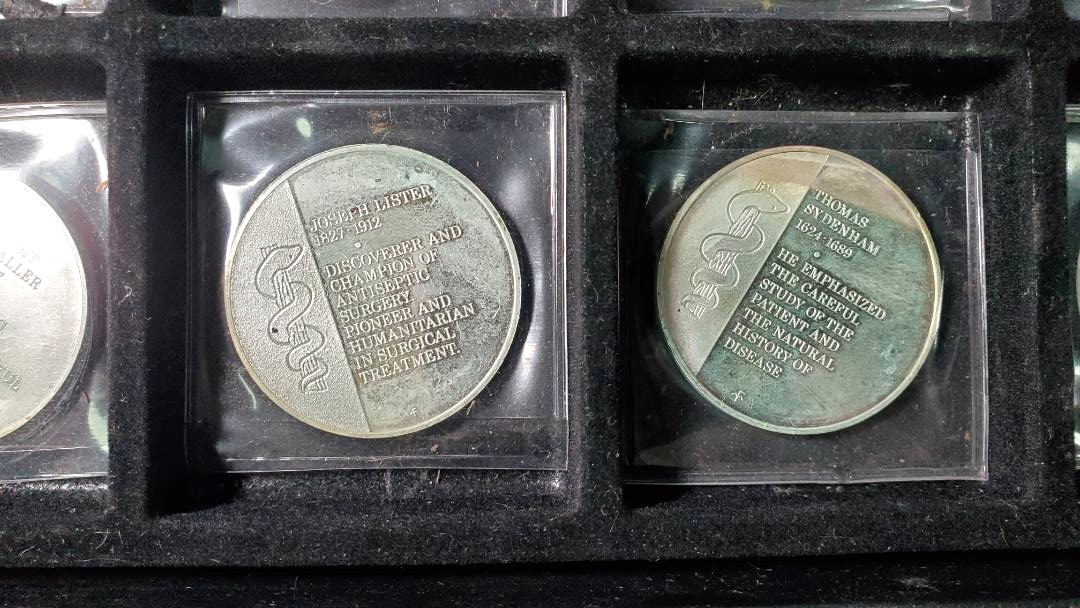 LLER
JOSEPH LISTER
1827-1912
DISCOVERER AND
CHAMPION OF
ANTISEPTIC
SURGERY.
PIONEER AND
HUMANITARIAN
IN SURGICAL
TREATMENT.
THOMAS
SYDENHAM
1624-1689
HE EMPHASIZED
THE CAREFUL
STUDY OF THE
PATIENT AND
THE NATURAL
HISTORY OF
DISEASE